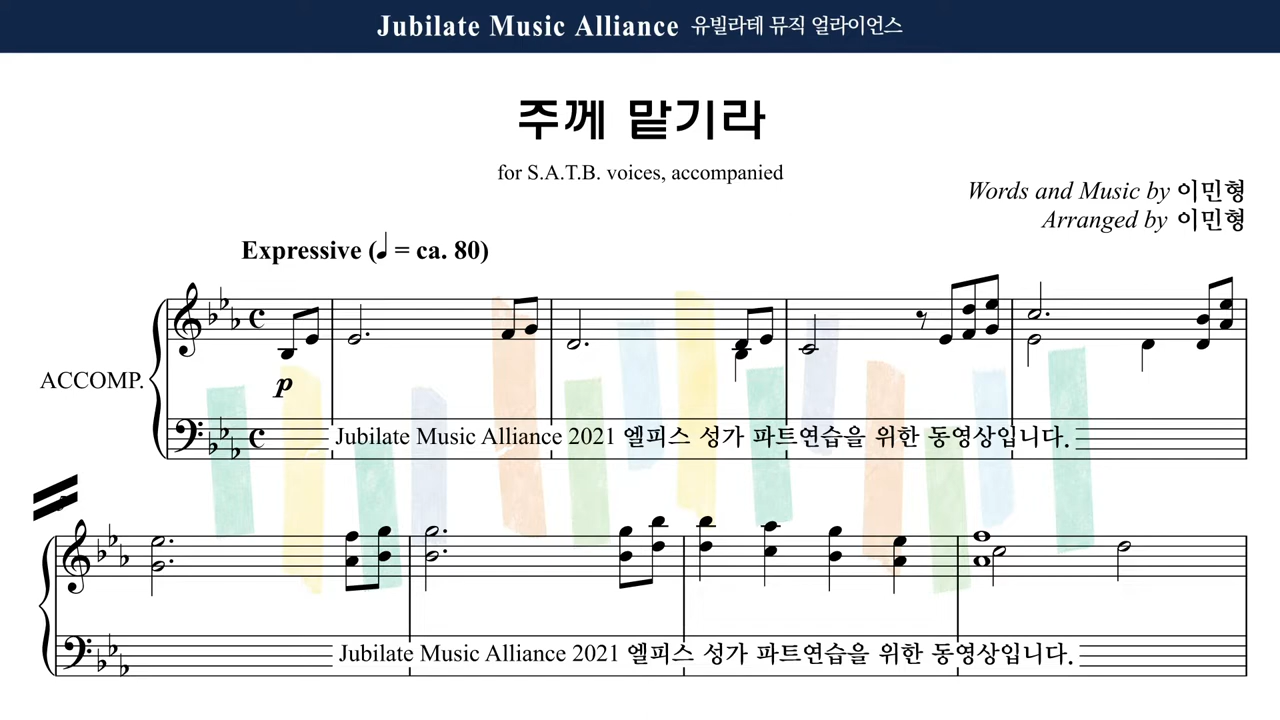 Jubilate Music Alliance 유빌라테 뮤직 얼라이언스
주께 맡기라
for S.A.T.B. voices, accompanied
Words and Music by 이민형
Arranged by 이민형
Expressive (♩ = ca. 80)
ACCOMP.
p
Jubilate Music Alliance 2021 엘피스 성가 파트연습을 위한 동영상입니다.
Jubilate Music Alliance 2021 엘피스 성가 파트연습을 위한 동영상입니다.